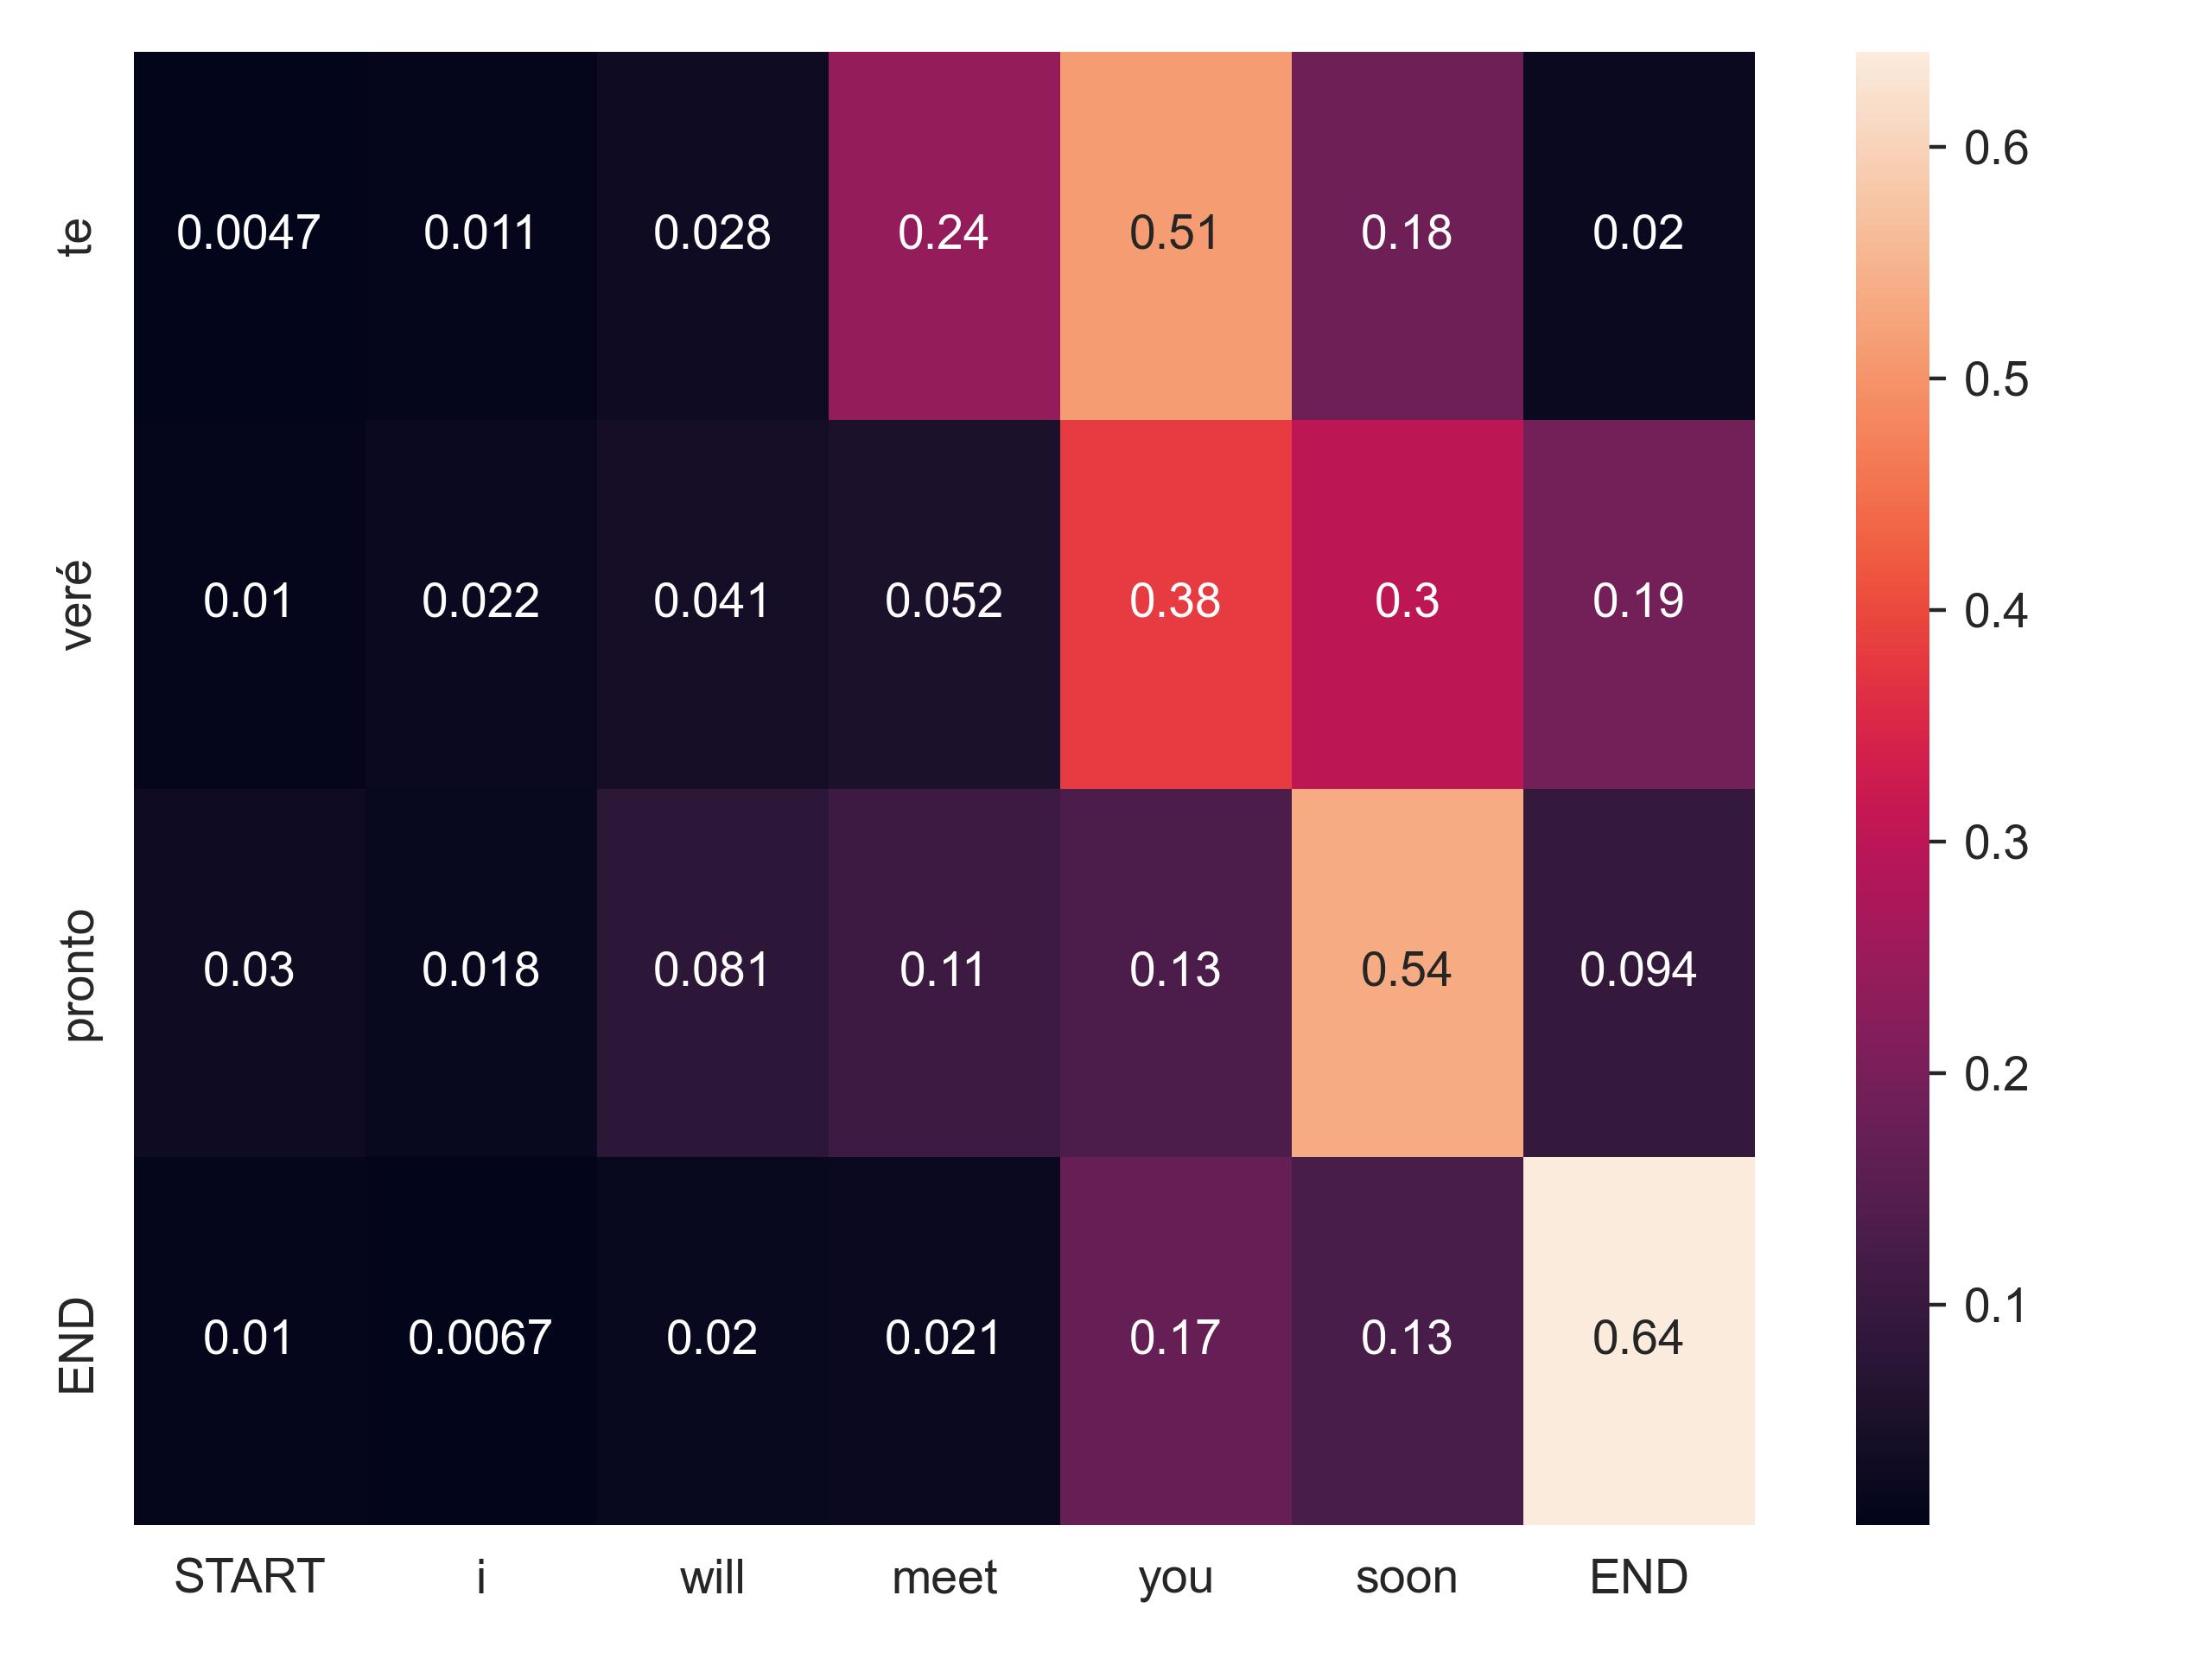 te 0.0047 0.011 0.028 0.24 0.51 0.18 0.02
veré 0.01 0.022 0.041 0.052 0.38 0.3 0.19
pronto 0.03 0.018 0.081 0.11 0.13 0.54 0.094
END 0.01 0.0067 0.02 0.021 0.17 0.13 0.64
START i will meet you soon END
0.6
0.5
0.4
0.3
0.2
0.1